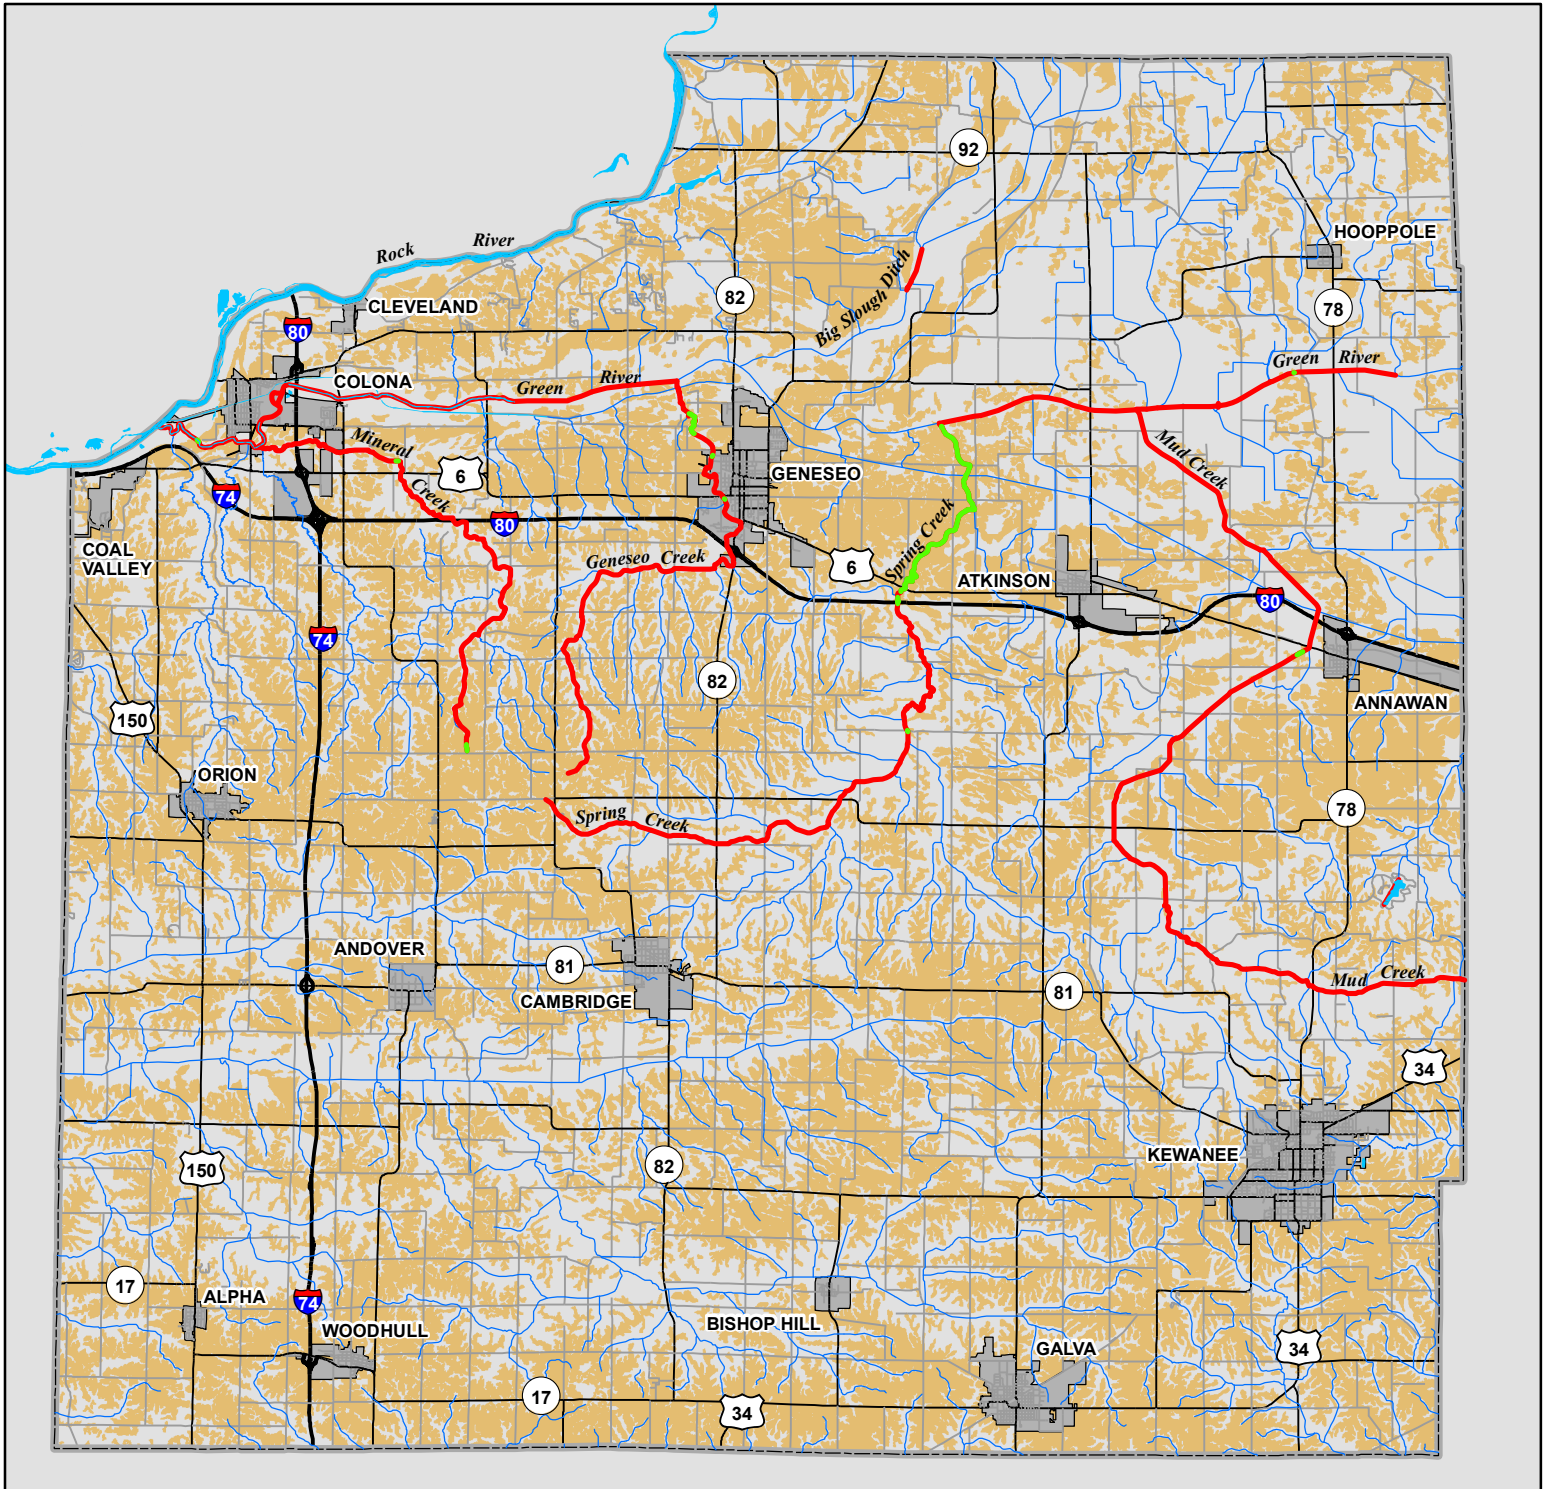 92
HOOPPOLE
Rock River
82
Big Slough Ditch
78
CLEVELAND
80
Green River
COLONA
Green River
Mineral Creek
Mud Creek
6
GENESEO
74
80
Spring Creek
COAL
VALLEY
Geneseo Creek
6
ATKINSON
80
74
82
ANNAWAN
150
ORION
Spring Creek
78
ANDOVER
81
CAMBRIDGE
81
Mud Creek
34
KEWANEE
150
82
17
ALPHA
74
WOODHULL
BISHOP HILL
GALVA
34
17
34